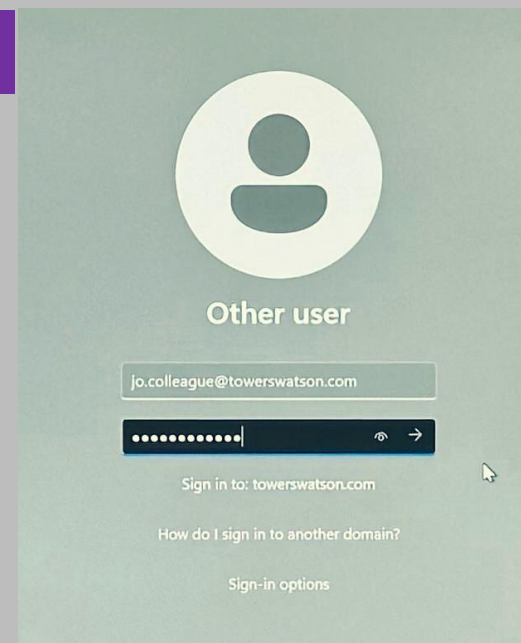 Other user
jo.colleague@towerswatson.com
••••••••••••
Sign in to: towerswatson.com
How do I sign in to another domain?
Sign-in options